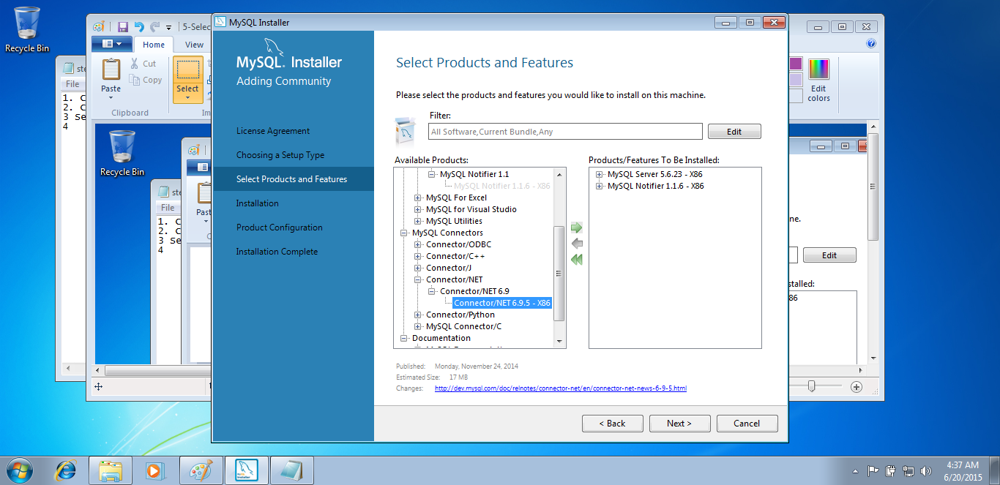 Recycle Bin
5-Selec
Home
View
Paste
Cut
Copy
Select
Clipboard
Im
Edit
colors
ste
File
1. C
2. C
3 Se
4
Recycle Bin
ste
File
1. C
2. C
3 Se
4
Past
C
MySQL Installer
MySQL. Installer
Adding Community
License Agreement
Choosing a Setup Type
Select Products and Features
Installation
Product Configuration
Installation Complete
Select Products and Features
Please select the products and features you would like to install on this machine.
Filter:
All Software,Current Bundle,Any
Edit
Available Products:
MySQL Notifier 1.1
MySQL Notifier 1.1.6 - X86
MySQL For Excel
MySQL for Visual Studio
MySQL Utilities
MySQL Connectors
Connector/ODBC
Connector/C++
Connector/J
Connector/NET
Connector/NET 6.9
Connector/NET 6.9.5 - X86
Connector/Python
MySQL Connector/C
Documentation
Products/Features To Be Installed:
MySQL Server 5.6.23 - X86
MySQL Notifier 1.1.6 - X86
Published: Monday, November 24, 2014
Estimated Size: 17 MB
Changes: http://dev.mysql.com/doc/relnotes/connector-net/en/connector-net-news-6-9-5.html
< Back
Next >
Cancel
ne.
Edit
stalled:
86
4:37 AM
6/20/2015